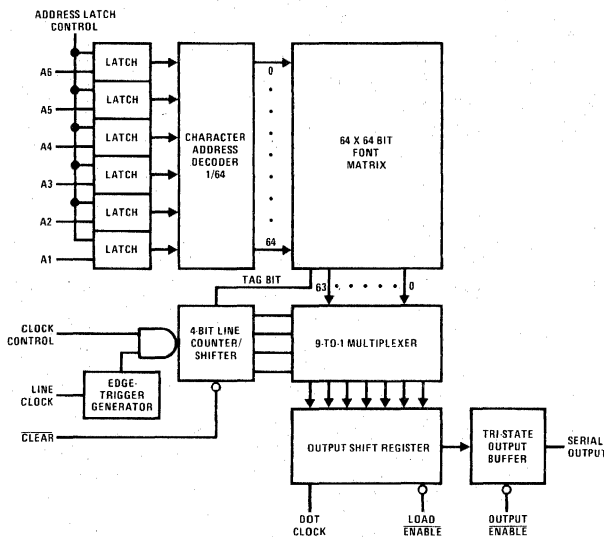 ADDRESS LATCH
CONTROL
A6
LATCH
A5
LATCH
A4
LATCH
A3
LATCH
A2
LATCH
A1
LATCH
CHARACTER
ADDRESS
DECODER
1/64
0
64
64 X 64 BIT
FONT
MATRIX
TAG BIT
63
0
CLOCK
CONTROL
4-BIT LINE
COUNTER/
SHIFTER
9-TO-1 MULTIPLEXER
LINE
CLOCK
EDGE-
TRIGGER
GENERATOR
CLEAR
OUTPUT SHIFT REGISTER
TRI-STATE
OUTPUT
BUFFER
SERIAL
OUTPUT
DOT
CLOCK
LOAD
ENABLE
OUTPUT
ENABLE